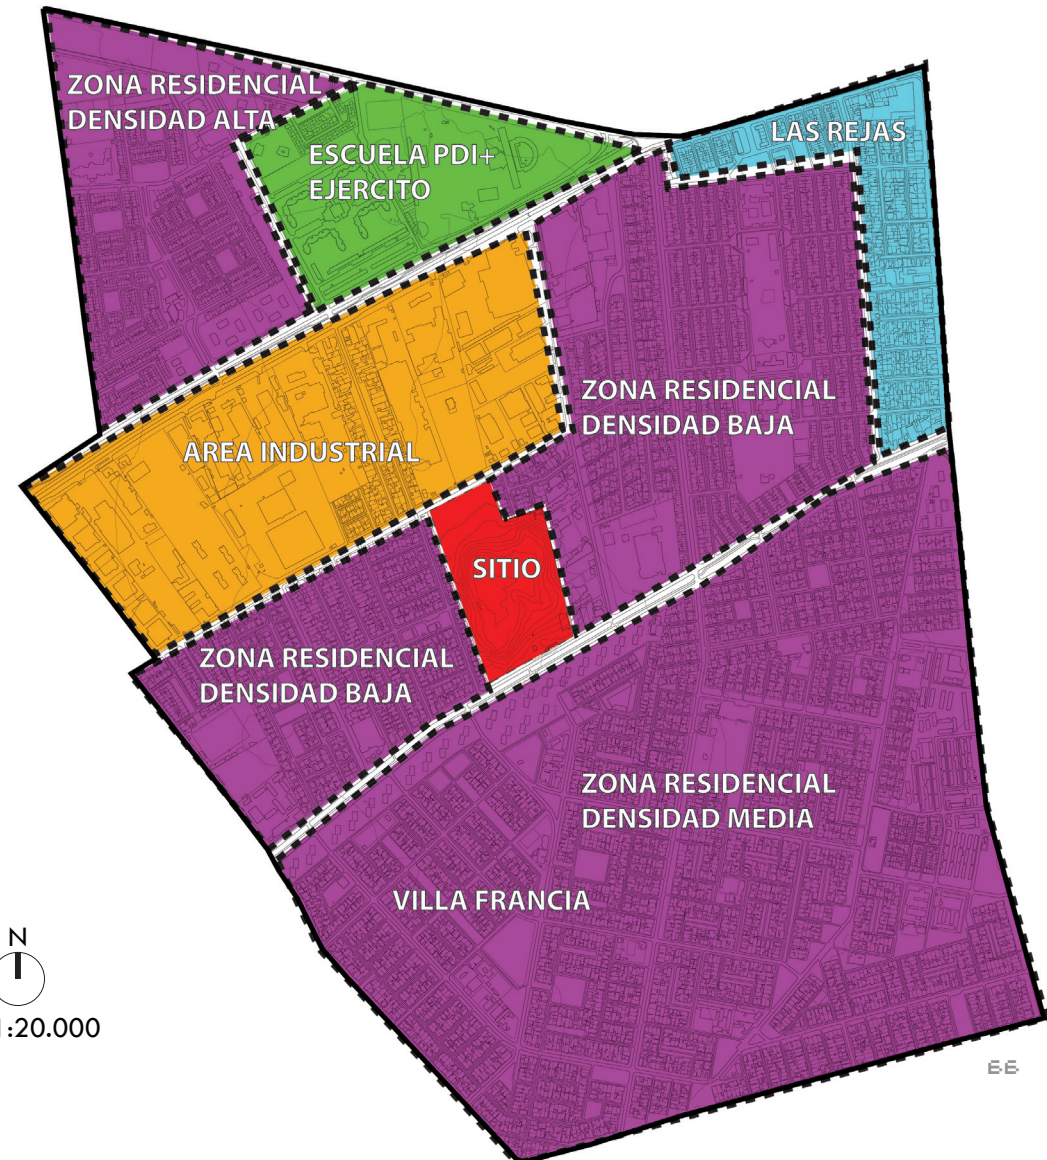 ZONA RESIDENCIAL
DENSIDAD ALTA
LAS REJAS
ESCUELA PDI+
EJERCITO
ZONA RESIDENCIAL
DENSIDAD BAJA
AREA INDUSTRIAL
SITIO
ZONA RESIDENCIAL
DENSIDAD BAJA
ZONA RESIDENCIAL
DENSIDAD MEDIA
VILLA FRANCIA
N
:20.000